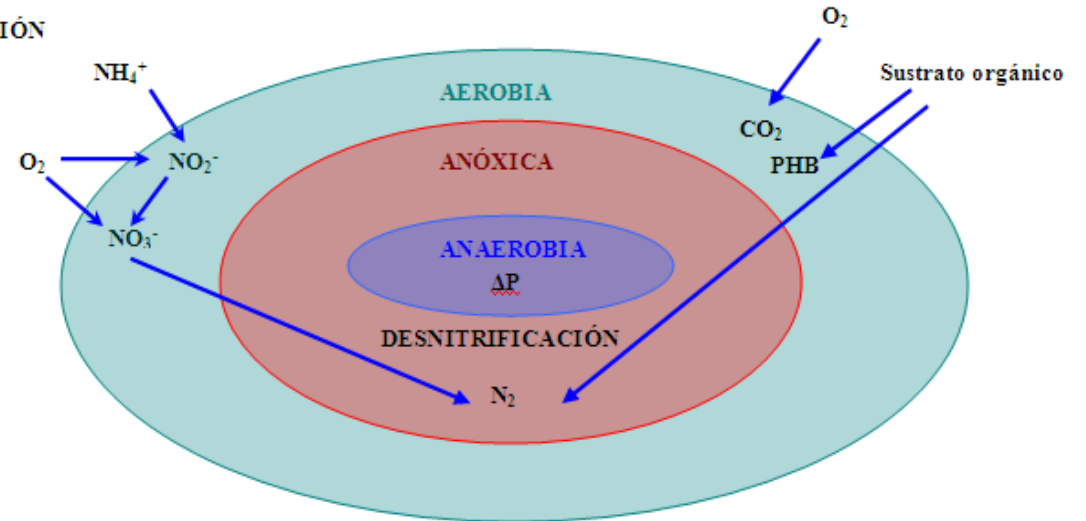 IÓN
O₂
NH₄⁺
Sustrato orgánico
AEROBIA
CO₂
O₂
NO₂⁻
ANÓXICA
PHB
NO₃⁻
ANAEROBIA
ΔP
DESNITRIFICACIÓN
N₂